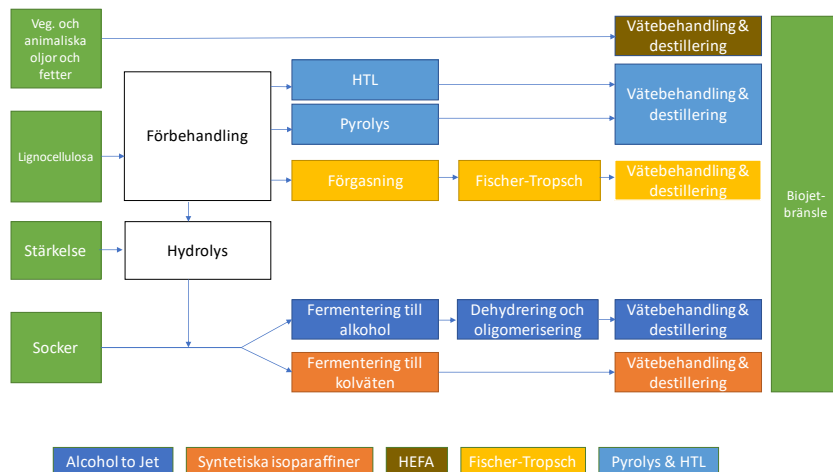 Veg. och
animaliska
oljor och
fetter
Vätebehandling &
destillering
HTL
Vätebehandling &
destillering
Förbehandling
Pyrolys
Lignocellulosa
Förgasning
Fischer-Tropsch
Vätebehandling &
destillering
Biojet-
bränsle
Stärkelse
Hydrolys
Socker
Fermentering till
alkohol
Dehydrering och
oligomerisering
Vätebehandling &
destillering
Fermentering till
kolväten
Vätebehandling &
destillering
Alcohol to Jet
Syntetiska isoparaffiner
HEFA
Fischer-Tropsch
Pyrolys & HTL